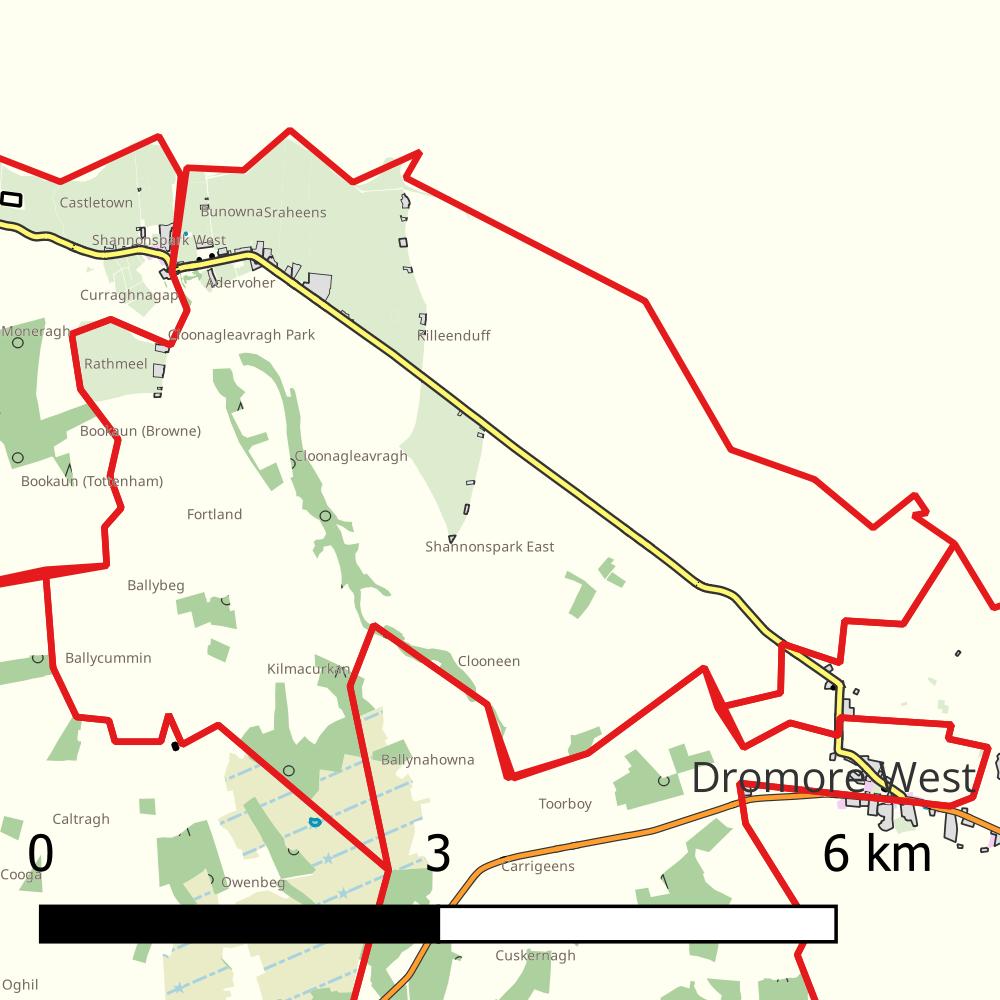 Castletown
BunownaSraheens
Shannonspark West
Adervoher
Curraghnagap
Moneragh
Cloonagleavragh Park
Killeenduff
Rathmeel
Bookaun (Browne)
Cloonagleavragh
Bookaun (Tottenham)
Fortland
Shannonspark East
Ballybeg
Ballycummin
Kilmacurkan
Clooneen
Ballynahowna
Dromore West
Toorboy
Caltragh
0 3 6 km
Carrigeens
Cooga
Owenbeg
Cuskernagh
Oghil